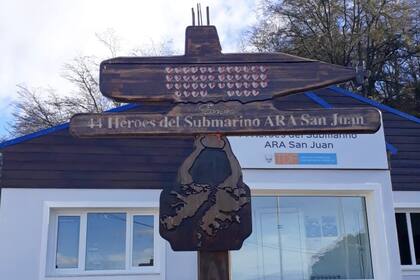 44 Héroes del Submarino ARA San Juan
Héroes del Submarino
ARA San Juan